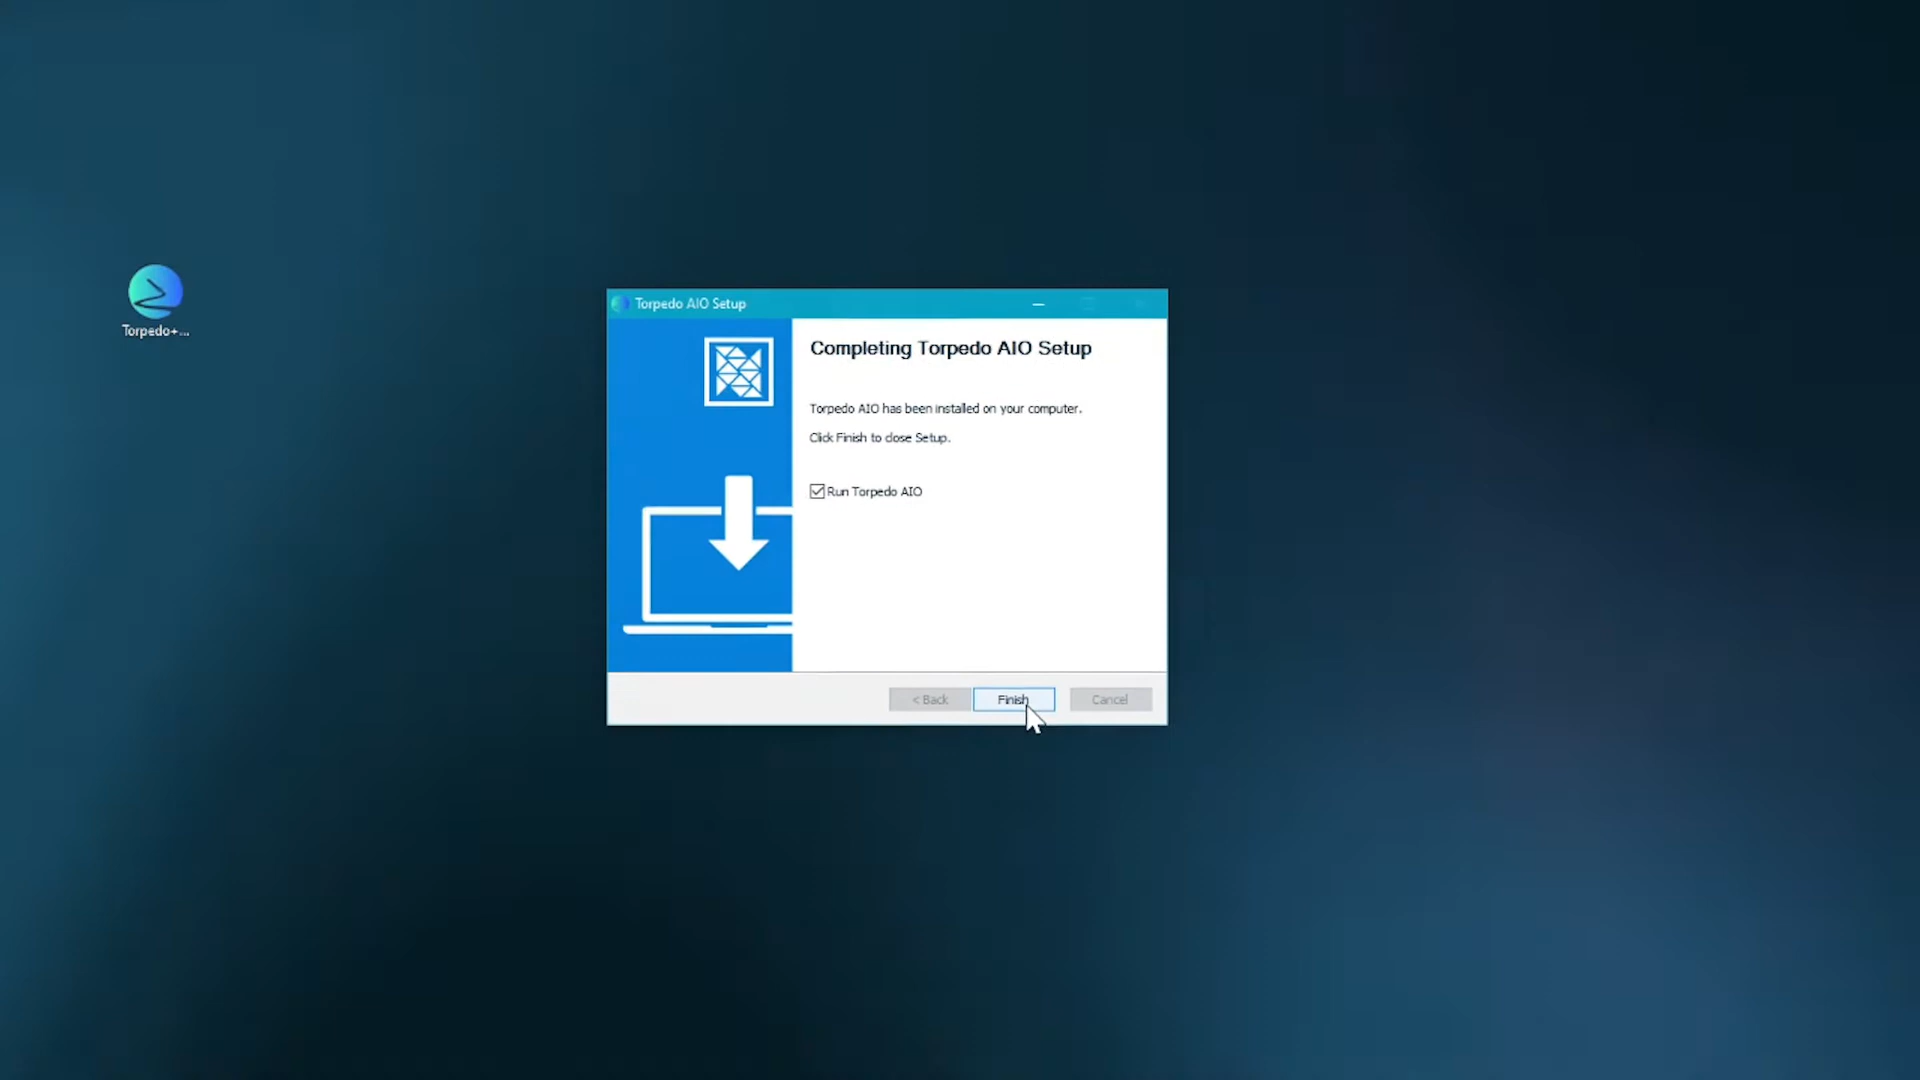 Torpedo AIO Setup
Completing Torpedo AIO Setup
Torpedo+...
Torpedo AIO has been installed on your computer.
Click Finish to close Setup.
Run Torpedo AIO
< Back
Finish
Cancel